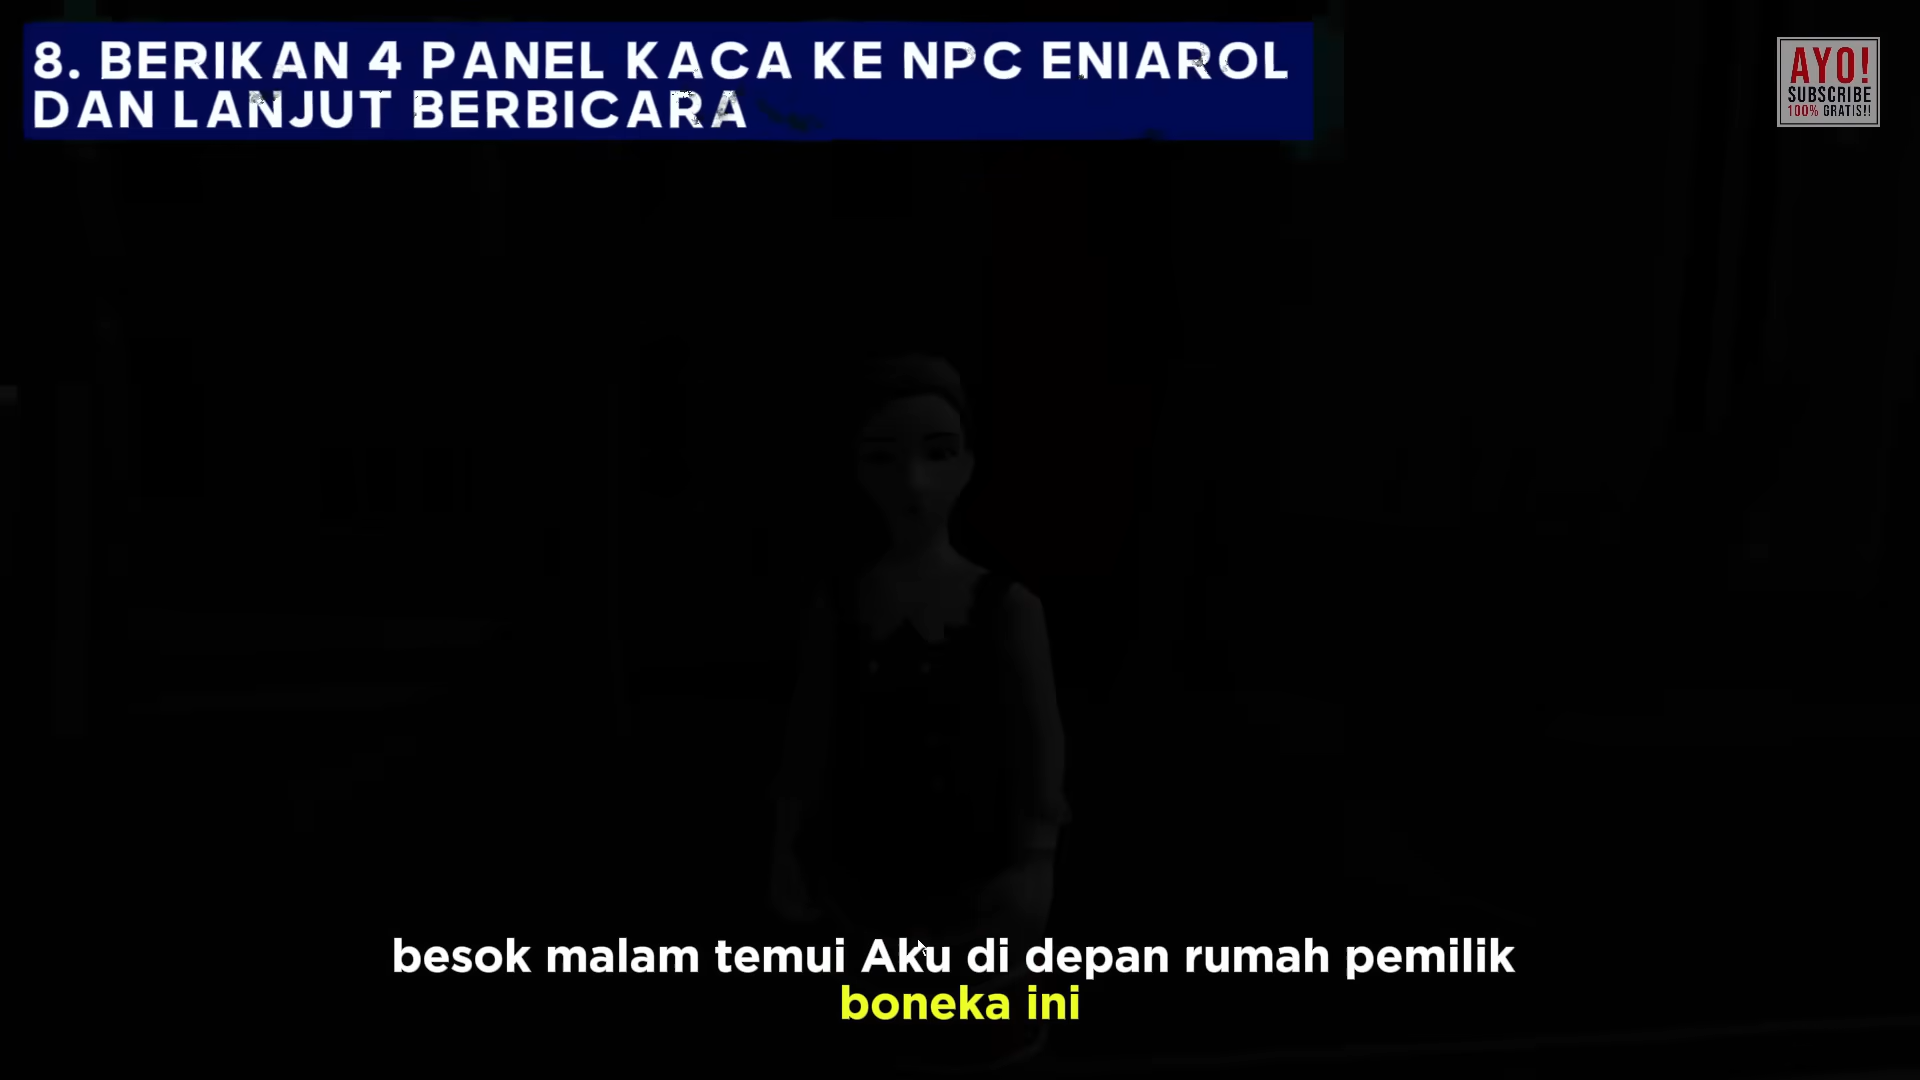 8. BERIKAN 4 PANEL KACA KE NPC ENIAROL
DAN LANJUT BERBICARA
AYO!
SUBSCRIBE
100% GRATIS!!
besok malam temui Aku di depan rumah pemilik
boneka ini